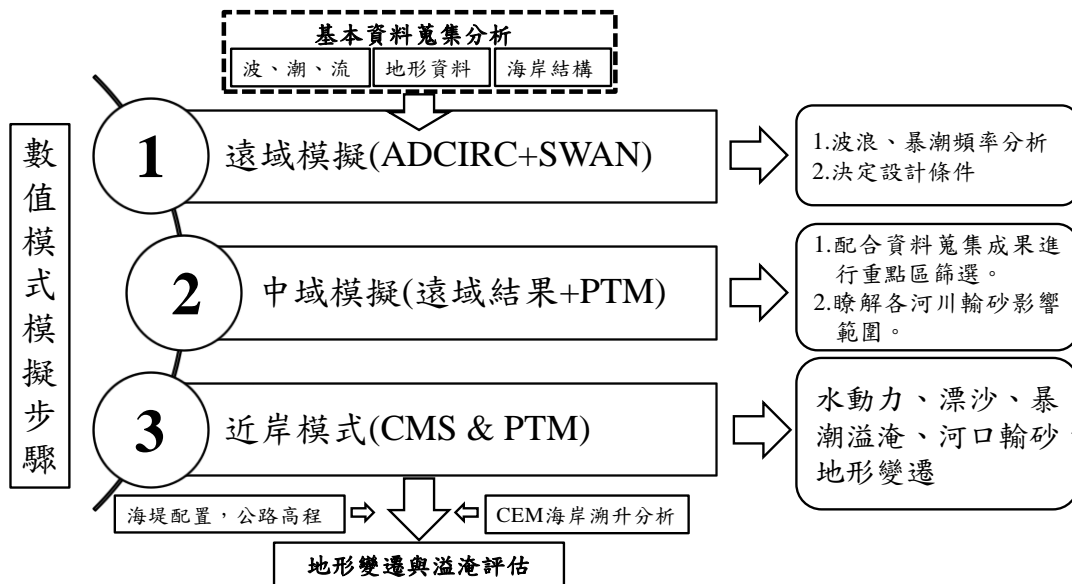 基本資料蒐集分析
波、潮、流
地形資料
海岸結構
數值模式模擬步驟
1
遠域模擬(ADCIRC+SWAN)
1.波浪、暴潮頻率分析
2.決定設計條件
2
中域模擬(遠域結果+PTM)
1.配合資料蒐集成果進
行重點區篩選。
2.瞭解各河川輸砂影響
範圍。
3
近岸模式(CMS & PTM)
水動力、漂沙、暴
潮溢淹、河口輸砂、
地形變遷
海堤配置，公路高程
CEM海岸溯升分析
地形變遷與溢淹評估